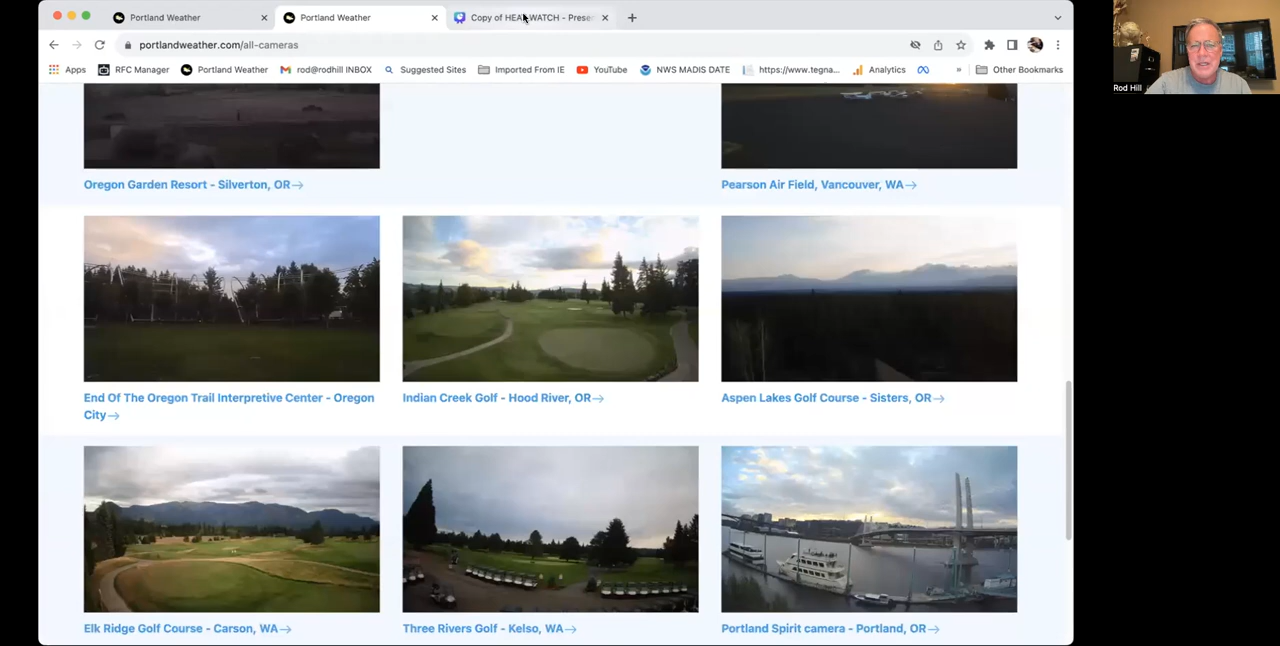 Portland Weather
Portland Weather
Copy of HEAT WATCH - Presen
portlandweather.com/all-cameras
Apps RFC Manager Portland Weather rod@rodhill INBOX Suggested Sites Imported From IE YouTube NWS MADIS DATE https://www.tegna... Analytics » Other Bookmarks
Rod Hill
Oregon Garden Resort - Silverton, OR→
Pearson Air Field, Vancouver, WA→
End Of The Oregon Trail Interpretive Center - Oregon
City→
Indian Creek Golf - Hood River, OR→
Aspen Lakes Golf Course - Sisters, OR→
Elk Ridge Golf Course - Carson, WA→
Three Rivers Golf - Kelso, WA→
Portland Spirit camera - Portland, OR→